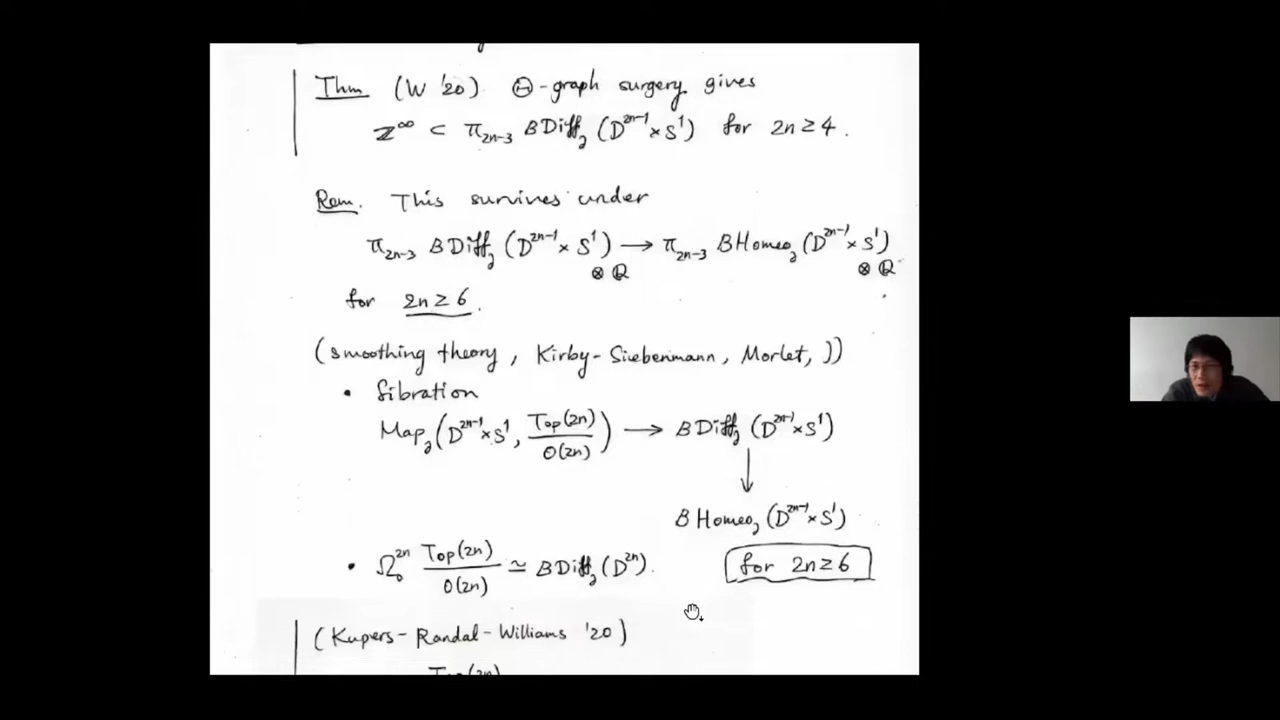 Thm (W '20) Θ-graph surgery gives
Z^∞ ⊂ π_{2n-3} BDiff_∂ (D^{2n-1} × S^1) for 2n ≥ 4.
Rem. This survives under
π_{2n-3} BDiff_∂ (D^{2n-1} × S^1) ⟶ π_{2n-3} BHomeo_∂ (D^{2n-1} × S^1)
⊗ Q ⊗ Q
for 2n ≥ 6.
(smoothing theory, Kirby-Siebenmann, Morlet, ))
• fibration
Map_∂ (D^{2n-1} × S^1, Top(2n)/O(2n)) ⟶ BDiff_∂ (D^{2n-1} × S^1)
↓
BHomeo_∂ (D^{2n-1} × S^1)
• Ω_0^{2n} Top(2n)/O(2n) ≃ BDiff_∂ (D^{2n}).
for 2n ≥ 6
(Kupers-Randal-Williams '20)